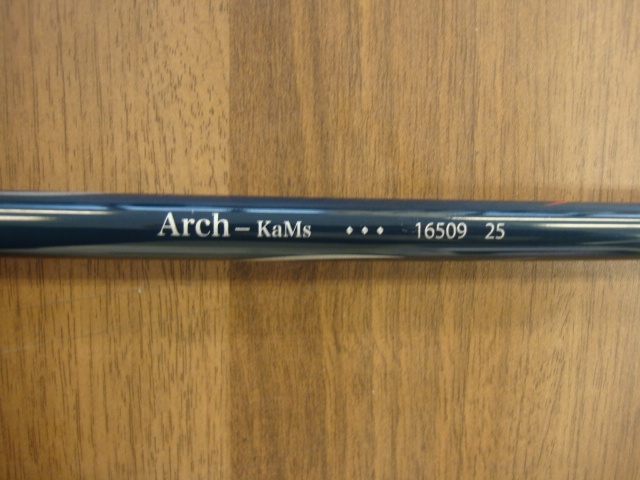 Arch – KaMs ⬩⬩⬩ 16509 25